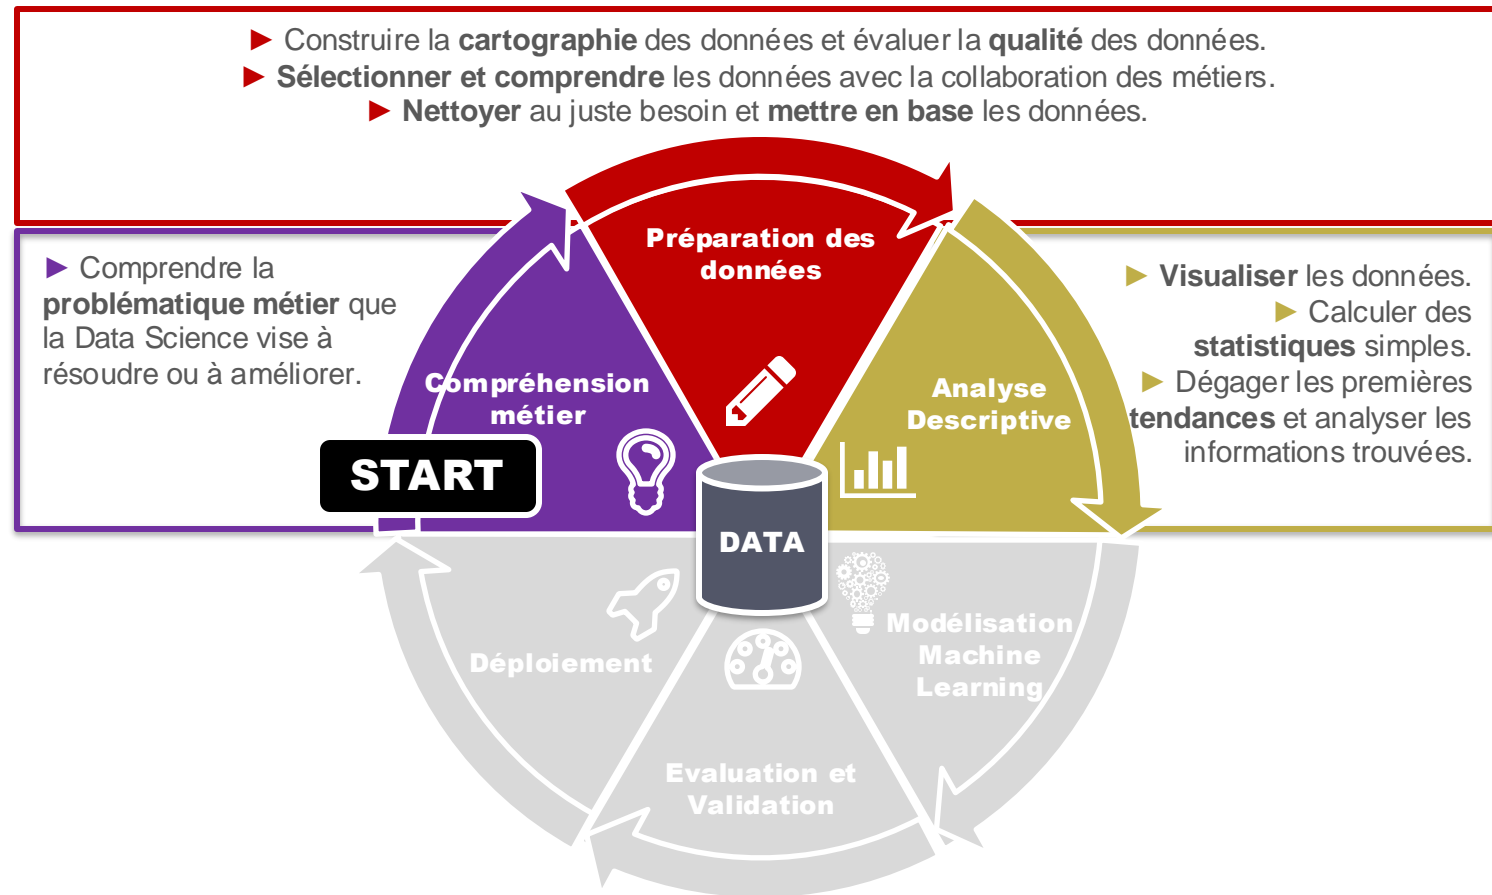 ► Construire la cartographie des données et évaluer la qualité des données.
► Sélectionner et comprendre les données avec la collaboration des métiers.
► Nettoyer au juste besoin et mettre en base les données.
► Comprendre la
problématique métier que
la Data Science vise à
résoudre ou à améliorer.
Préparation des
données
► Visualiser les données.
► Calculer des
statistiques simples.
► Dégager les premières
tendances et analyser les
informations trouvées.
Compréhension
métier
Analyse
Descriptive
START
DATA
Déploiement
Modélisation
Machine
Learning
Evaluation et
Validation